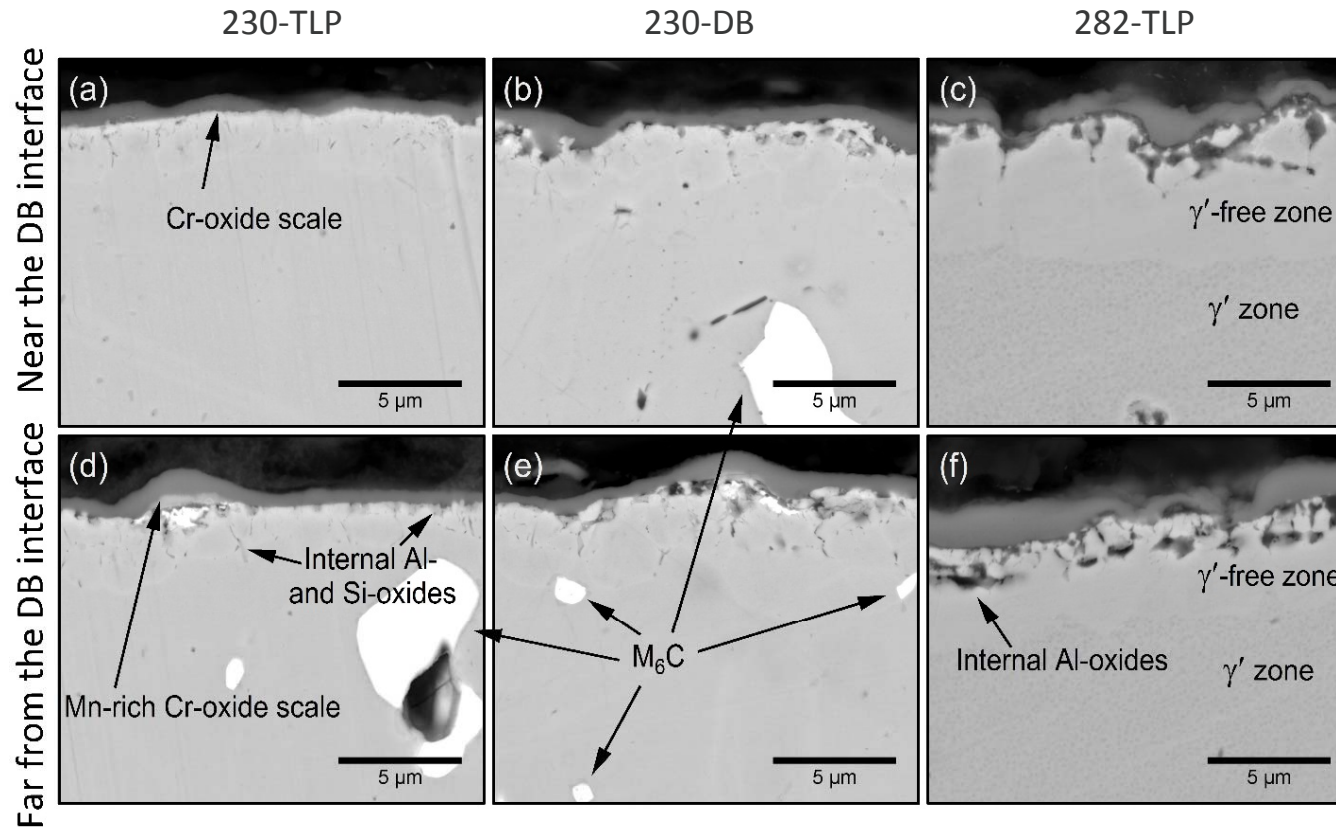 230-TLP
230-DB
282-TLP
Near the DB interface
(a)
Cr-oxide scale
5 µm
(b)
5 µm
(c)
γ′-free zone
γ′ zone
5 µm
Far from the DB interface
(d)
Internal Al-
and Si-oxides
Mn-rich Cr-oxide scale
5 µm
(e)
M₆C
5 µm
(f)
γ′-free zone
Internal Al-oxides
γ′ zone
5 µm